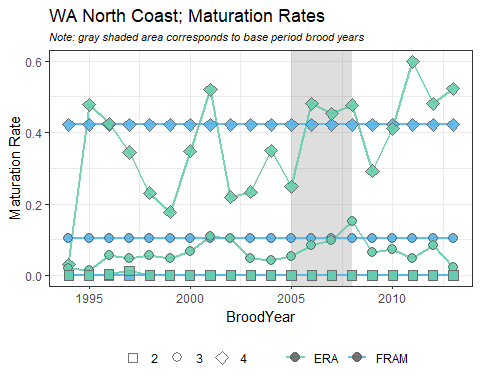 WA North Coast; Maturation Rates
Note: gray shaded area corresponds to base period brood years
0.6
0.4
0.2
0.0
Maturation Rate
1995 2000 2005 2010
BroodYear
2 3 4 ERA FRAM